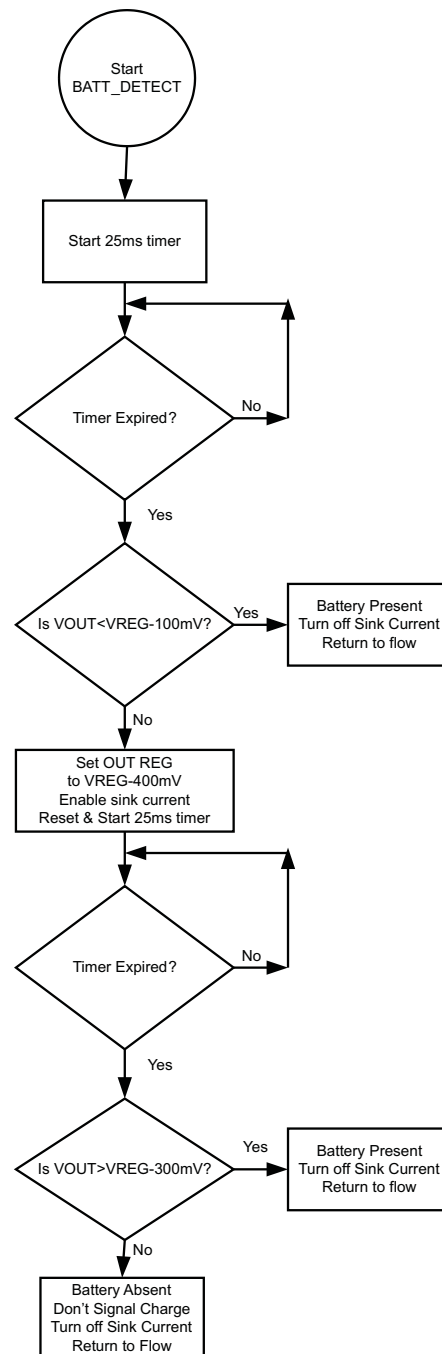 Start
BATT_DETECT
Start 25ms timer
Timer Expired?
No
Yes
Is VOUT<VREG-100mV?
Yes
Battery Present
Turn off Sink Current
Return to flow
No
Set OUT REG
to VREG-400mV
Enable sink current
Reset & Start 25ms timer
Timer Expired?
No
Yes
Is VOUT>VREG-300mV?
Yes
Battery Present
Turn off Sink Current
Return to flow
No
Battery Absent
Don't Signal Charge
Turn off Sink Current
Return to Flow